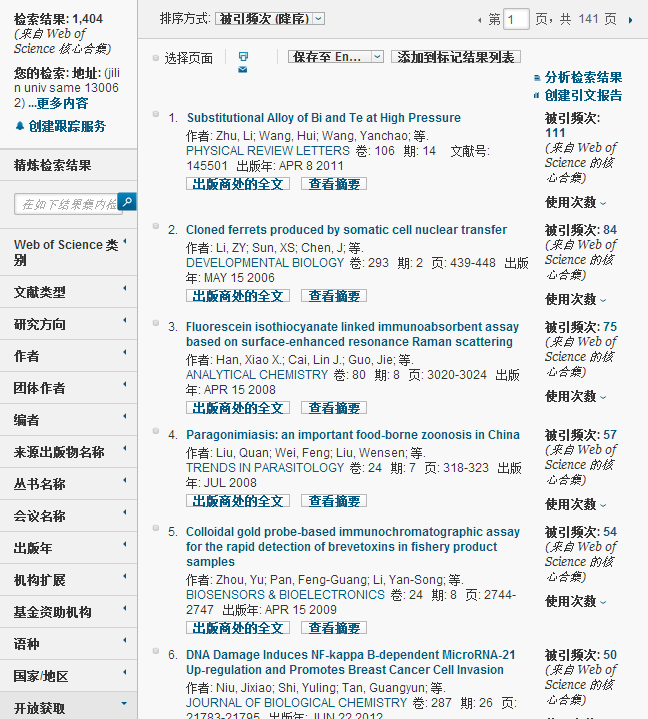 检索结果: 1,404
(来自 Web of
Science 核心合集)
您的检索: 地址: (jili
n univ same 13006
2) ...更多内容
创建跟踪服务
精炼检索结果
在如下结果集内检
Web of Science 类
别
文献类型
研究方向
作者
团体作者
编者
来源出版物名称
丛书名称
会议名称
出版年
机构扩展
基金资助机构
语种
国家/地区
开放获取
排序方式: 被引频次 (降序)
第 1 页，共 141 页
选择页面
保存至 En...
添加到标记结果列表
分析检索结果
创建引文报告
1. Substitutional Alloy of Bi and Te at High Pressure
作者: Zhu, Li; Wang, Hui; Wang, Yanchao; 等.
PHYSICAL REVIEW LETTERS 卷: 106 期: 14 文献号:
145501 出版年: APR 8 2011
出版商处的全文 查看摘要
被引频次:
111
(来自 Web of
Science 的核
心合集)
使用次数
2. Cloned ferrets produced by somatic cell nuclear transfer
作者: Li, ZY; Sun, XS; Chen, J; 等.
DEVELOPMENTAL BIOLOGY 卷: 293 期: 2 页: 439-448 出版
年: MAY 15 2006
出版商处的全文 查看摘要
被引频次: 84
(来自 Web of
Science 的核
心合集)
使用次数
3. Fluorescein isothiocyanate linked immunoabsorbent assay
based on surface-enhanced resonance Raman scattering
作者: Han, Xiao X.; Cai, Lin J.; Guo, Jie; 等.
ANALYTICAL CHEMISTRY 卷: 80 期: 8 页: 3020-3024 出版
年: APR 15 2008
出版商处的全文 查看摘要
被引频次: 75
(来自 Web of
Science 的核
心合集)
使用次数
4. Paragonimiasis: an important food-borne zoonosis in China
作者: Liu, Quan; Wei, Feng; Liu, Wensen; 等.
TRENDS IN PARASITOLOGY 卷: 24 期: 7 页: 318-323 出版
年: JUL 2008
出版商处的全文 查看摘要
被引频次: 57
(来自 Web of
Science 的核
心合集)
使用次数
5. Colloidal gold probe-based immunochromatographic assay
for the rapid detection of brevetoxins in fishery product
samples
作者: Zhou, Yu; Pan, Feng-Guang; Li, Yan-Song; 等.
BIOSENSORS & BIOELECTRONICS 卷: 24 期: 8 页: 2744-
2747 出版年: APR 15 2009
出版商处的全文 查看摘要
被引频次: 54
(来自 Web of
Science 的核
心合集)
使用次数
6. DNA Damage Induces NF-kappa B-dependent MicroRNA-21
Up-regulation and Promotes Breast Cancer Cell Invasion
作者: Niu, Jixiao; Shi, Yuling; Tan, Guangyun; 等.
JOURNAL OF BIOLOGICAL CHEMISTRY 卷: 287 期: 26 页:
21783-21795 出版年: JUN 22 2012
被引频次: 50
(来自 Web of
Science 的核
心合集)